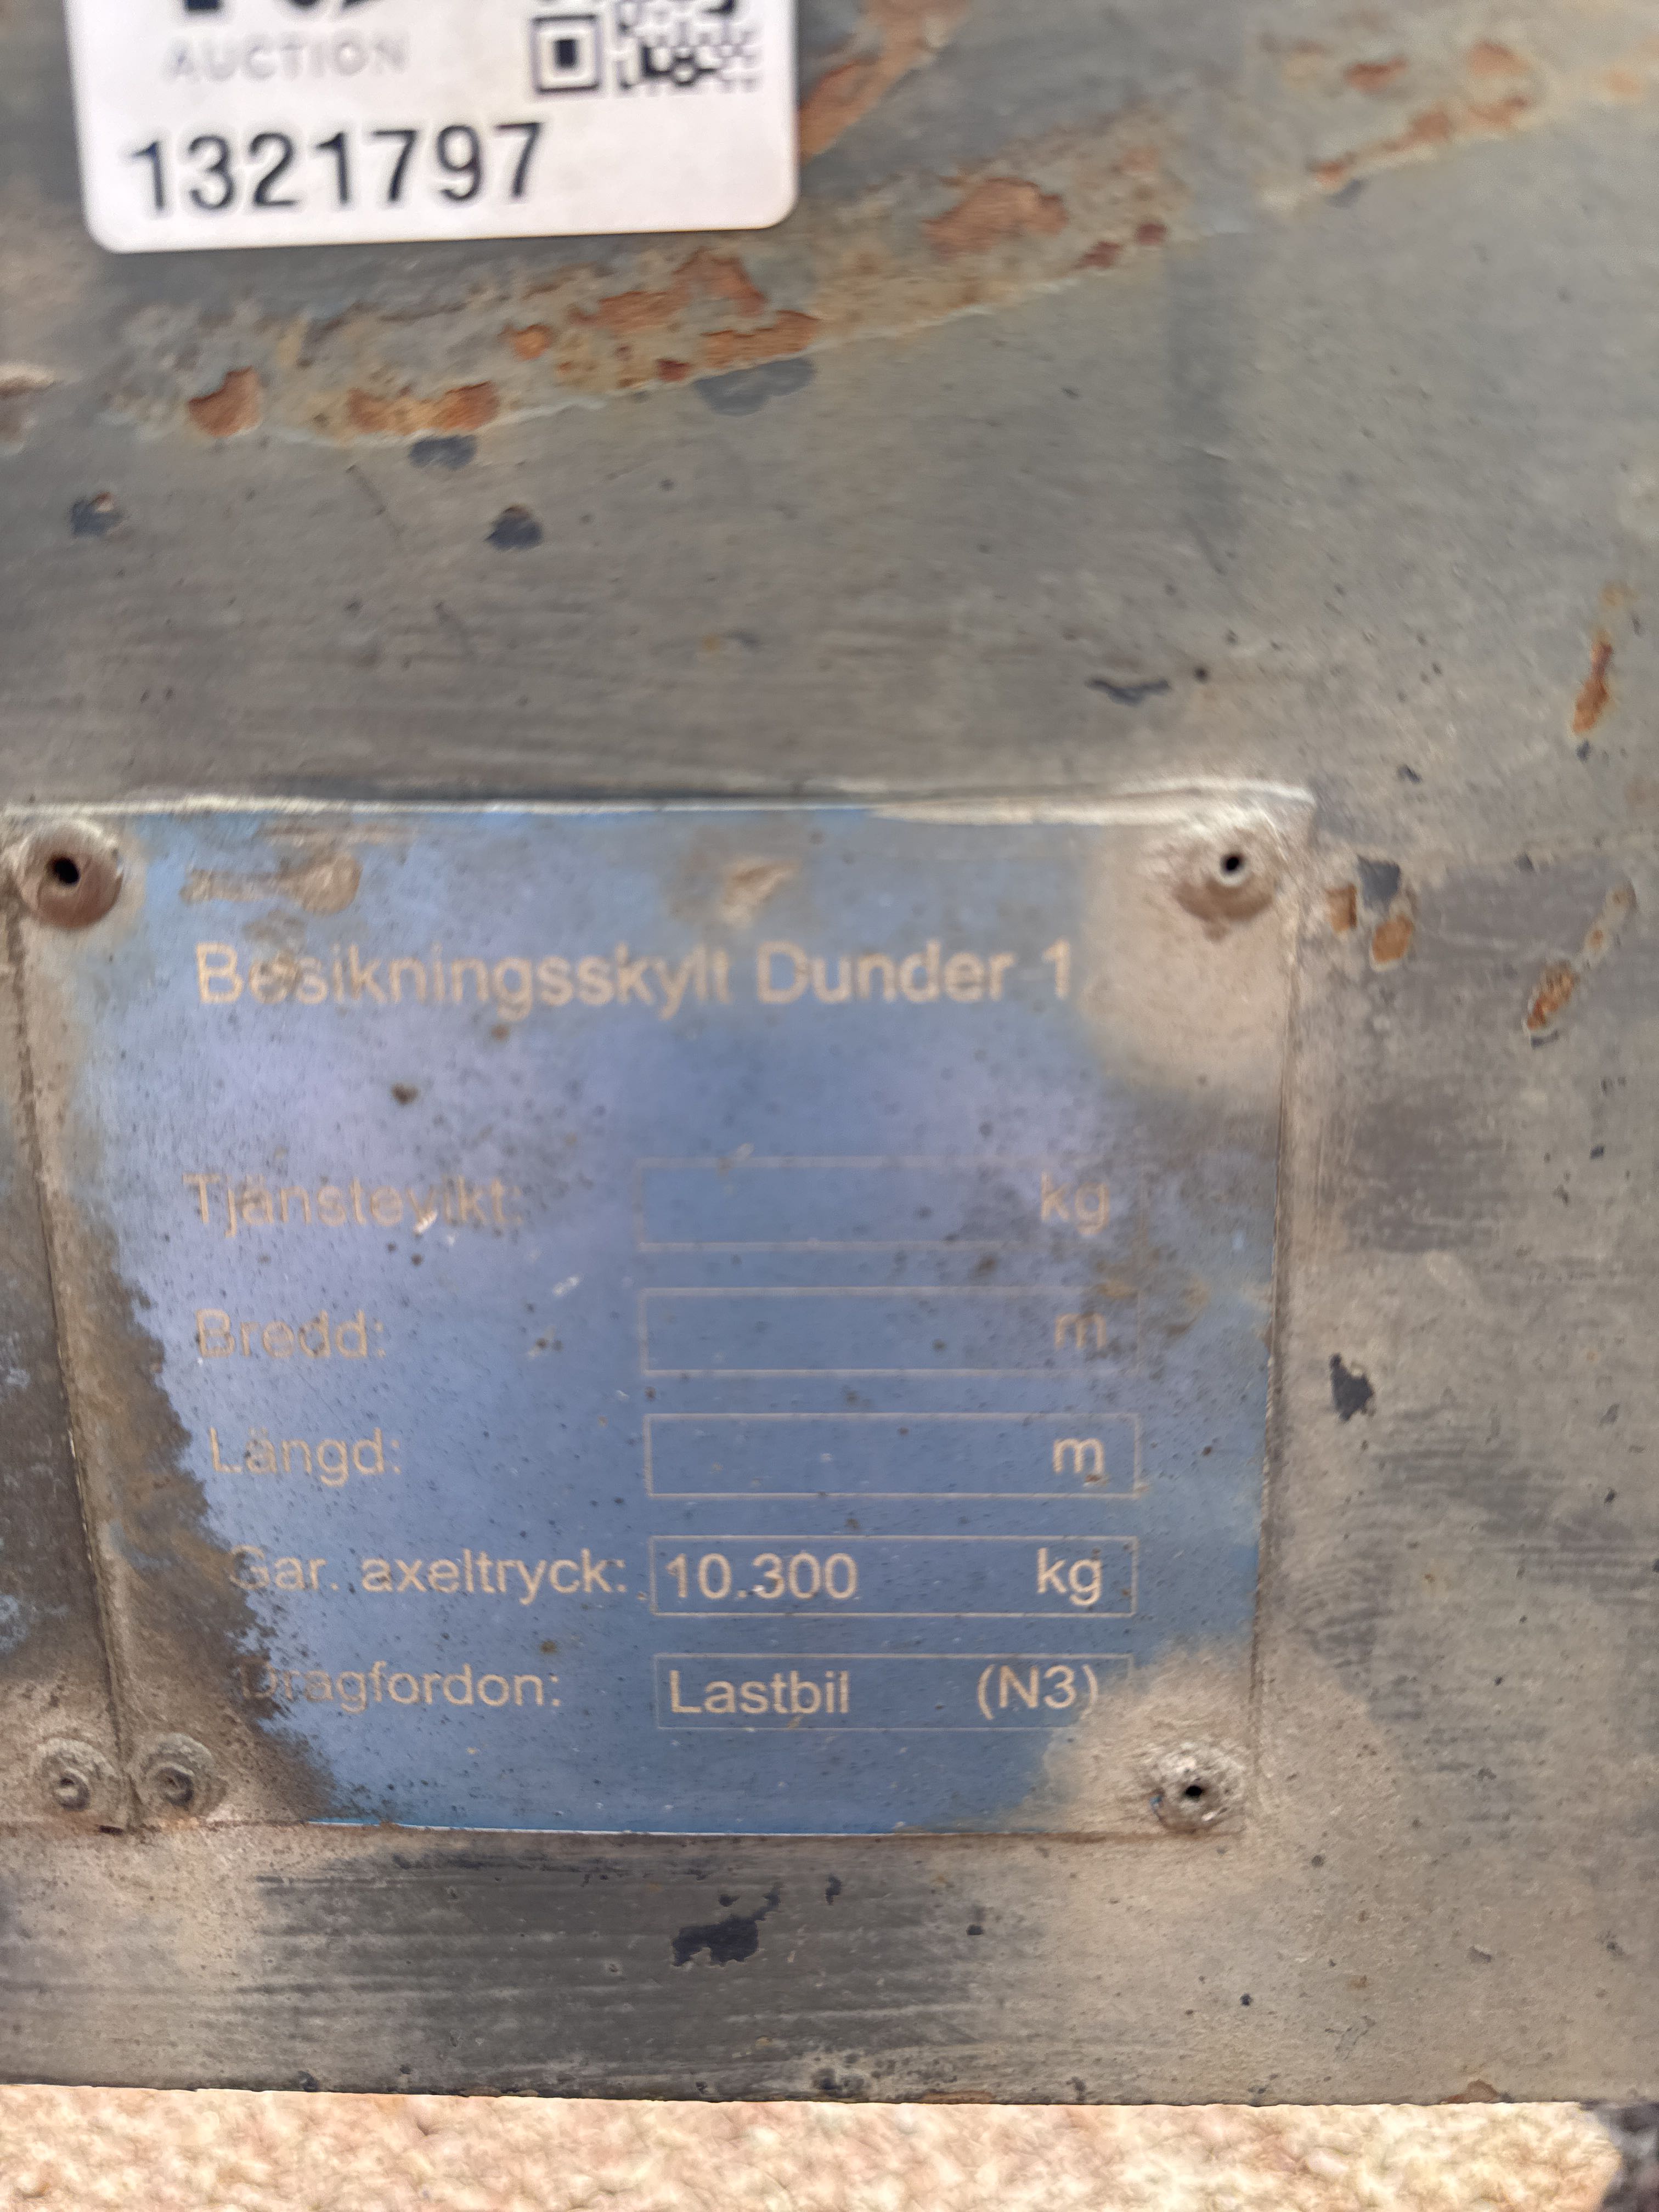 AUCTION
1321797
Besikningsskylt Dunder 1
Tjänstevikt: kg
Bredd: m
Längd: m
Gar. axeltryck: 10.300 kg
Dragfordon: Lastbil (N3)